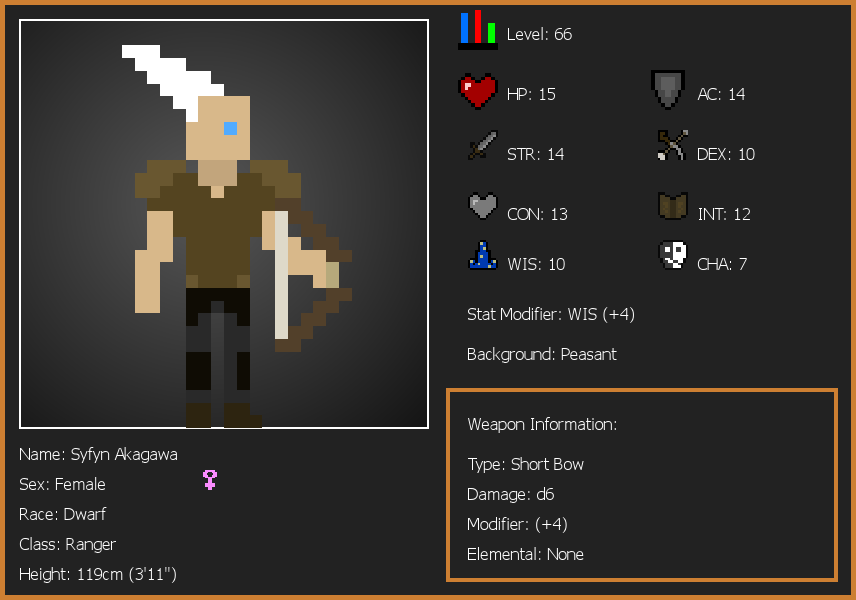 Level: 66
HP: 15
AC: 14
STR: 14
DEX: 10
CON: 13
INT: 12
WIS: 10
CHA: 7
Stat Modifier: WIS (+4)
Background: Peasant
Weapon Information:
Type: Short Bow
Damage: d6
Modifier: (+4)
Elemental: None
Name: Syfyn Akagawa
Sex: Female
Race: Dwarf
Class: Ranger
Height: 119cm (3'11")